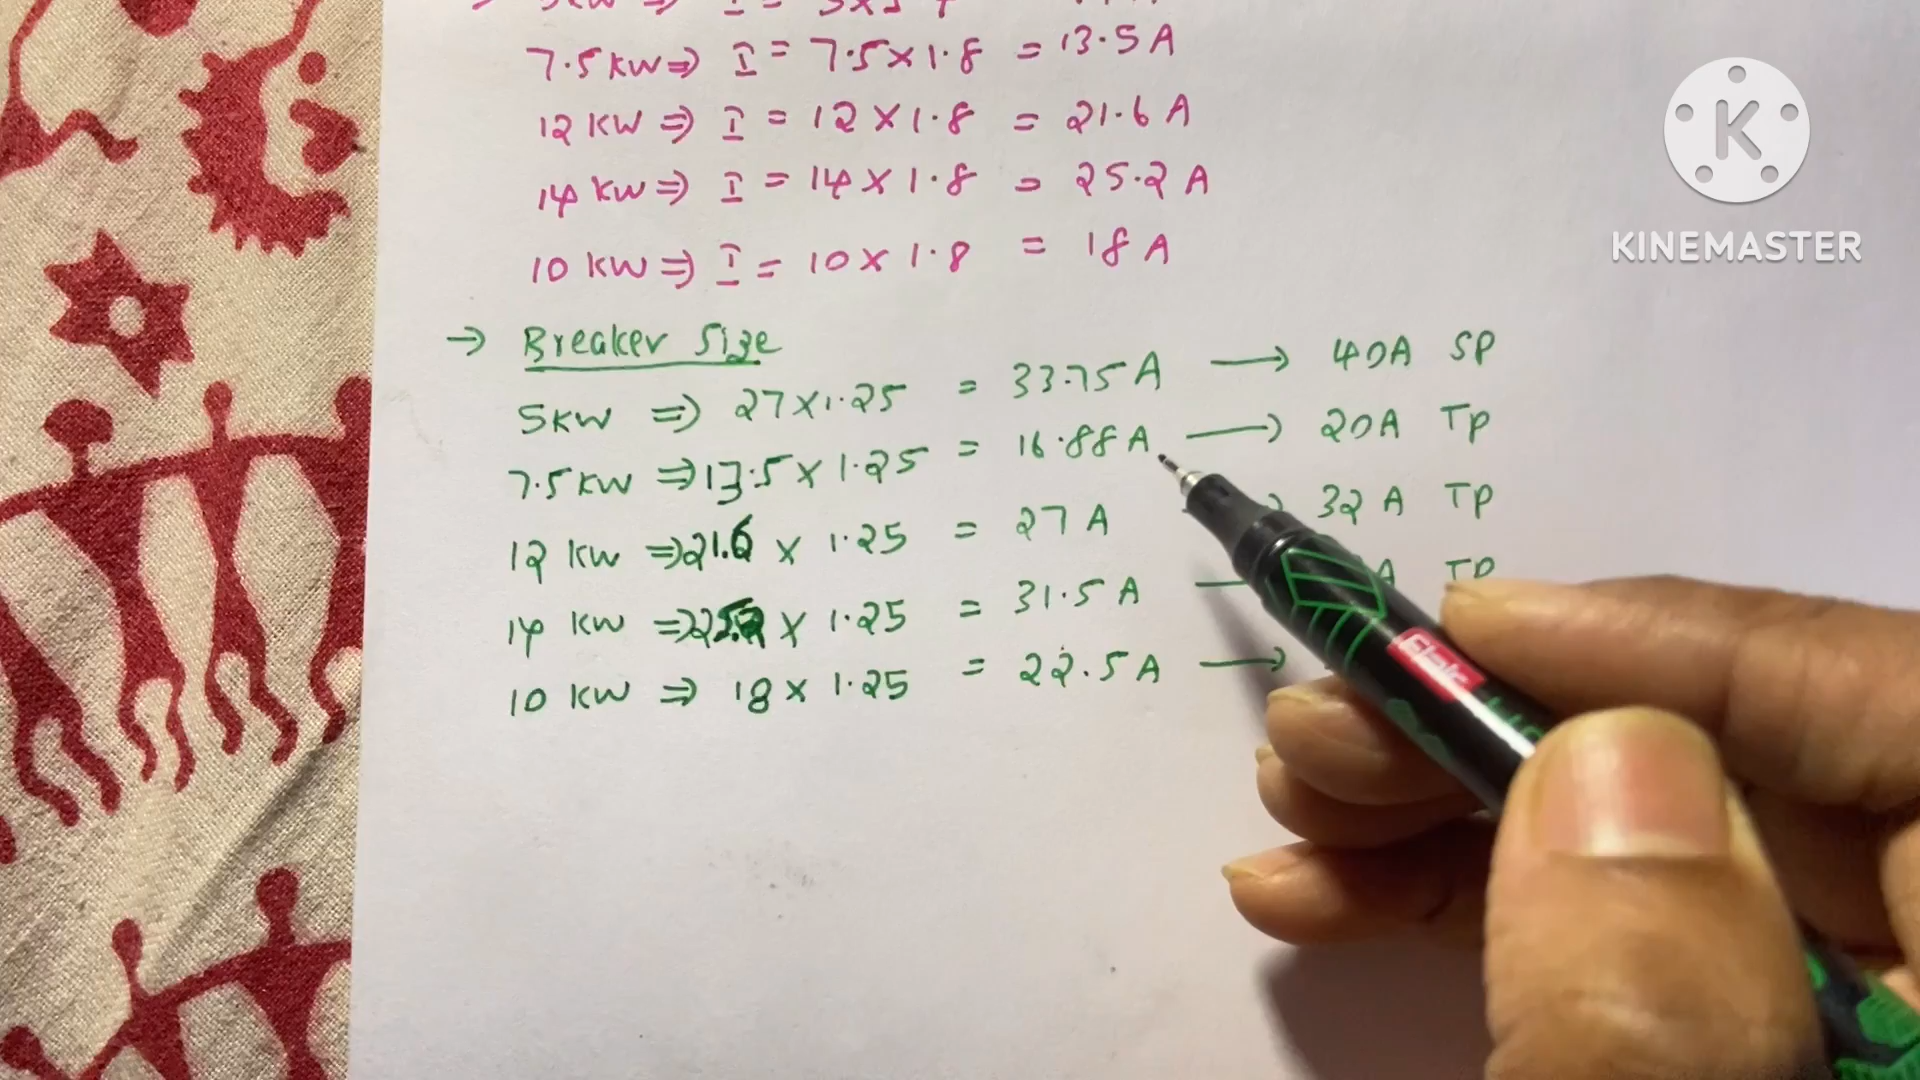 7.5 KW ⇒ I = 7.5 × 1.8 = 13.5 A
12 KW ⇒ I = 12 × 1.8 = 21.6 A
14 KW ⇒ I = 14 × 1.8 = 25.2 A
10 KW ⇒ I = 10 × 1.8 = 18 A
→ Breaker Size
5KW ⇒ 27 × 1.25 = 33.75 A → 40A SP
7.5 KW ⇒ 13.5 × 1.25 = 16.88 A → 20A TP
12 KW ⇒ 21.6 × 1.25 = 27 A → 32 A TP
14 KW ⇒ × 1.25 = 31.5 A → A TP
10 KW ⇒ 18 × 1.25 = 22.5 A →
K
KINEMASTER